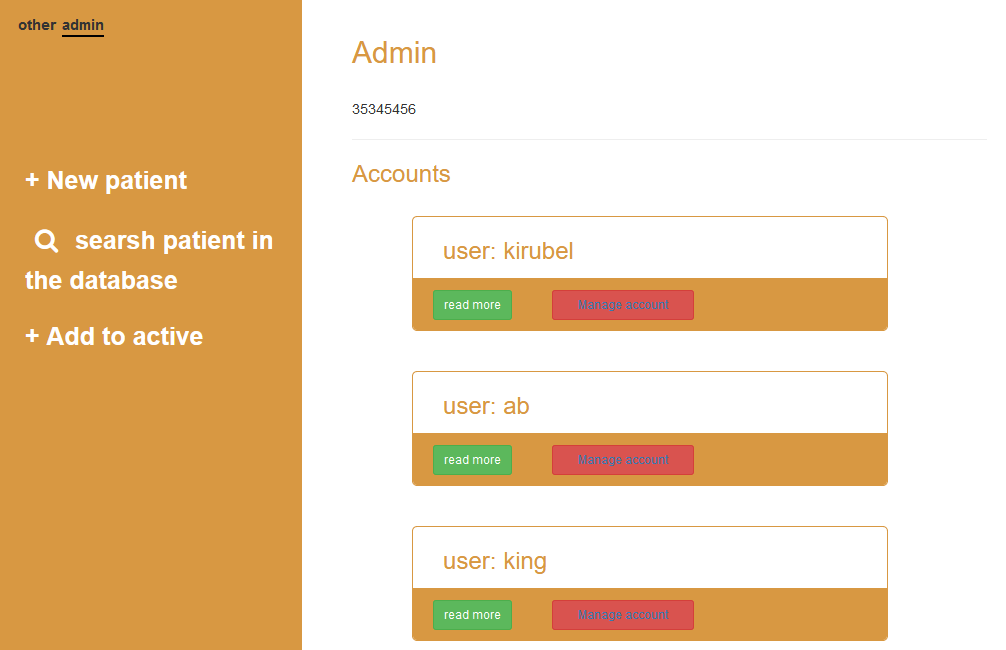 other admin
+ New patient
searsh patient in
the database
+ Add to active
Admin
35345456
Accounts
user: kirubel
read more Manage account
user: ab
read more Manage account
user: king
read more Manage account